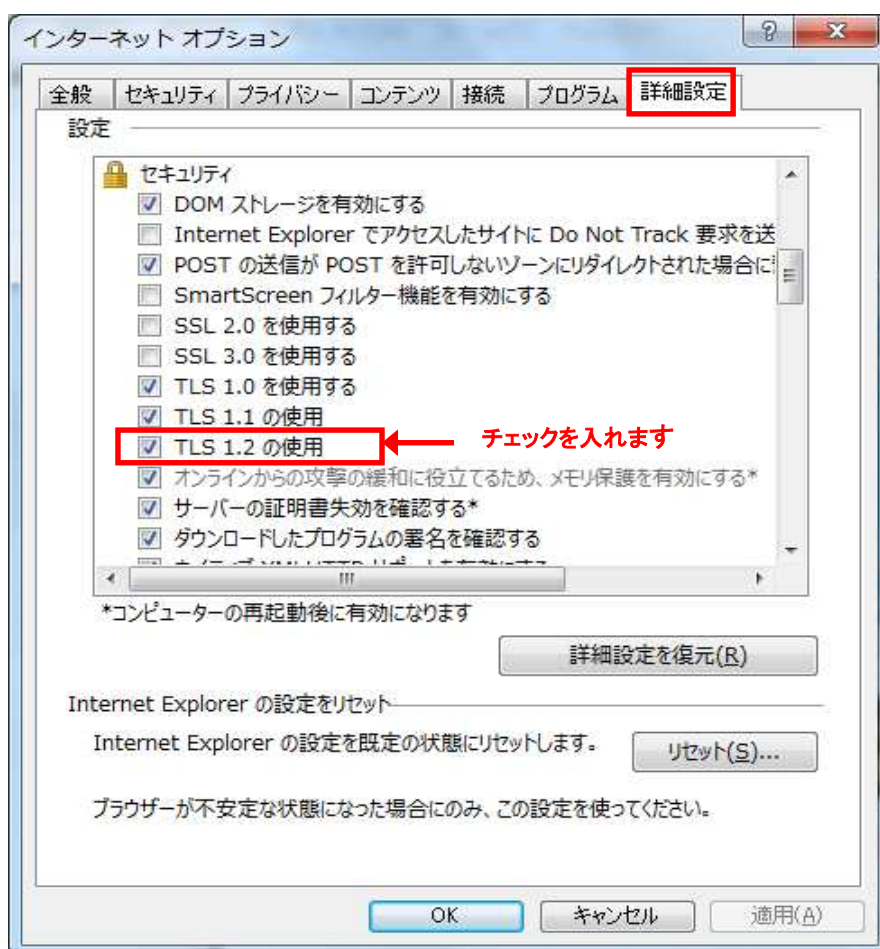 インターネット オプション
全般 セキュリティ プライバシー コンテンツ 接続 プログラム 詳細設定
設定
セキュリティ
DOM ストレージを有効にする
Internet Explorer でアクセスしたサイトに Do Not Track 要求を送
POST の送信が POST を許可しないゾーンにリダイレクトされた場合に
SmartScreen フィルター機能を有効にする
SSL 2.0 を使用する
SSL 3.0 を使用する
TLS 1.0 を使用する
TLS 1.1 の使用
TLS 1.2 の使用 チェックを入れます
オンラインからの攻撃の緩和に役立てるため、メモリ保護を有効にする*
サーバーの証明書失効を確認する*
ダウンロードしたプログラムの署名を確認する
*コンピューターの再起動後に有効になります
詳細設定を復元(R)
Internet Explorer の設定をリセット
Internet Explorer の設定を既定の状態にリセットします。 リセット(S)...
ブラウザーが不安定な状態になった場合にのみ、この設定を使ってください。
OK キャンセル 適用(A)